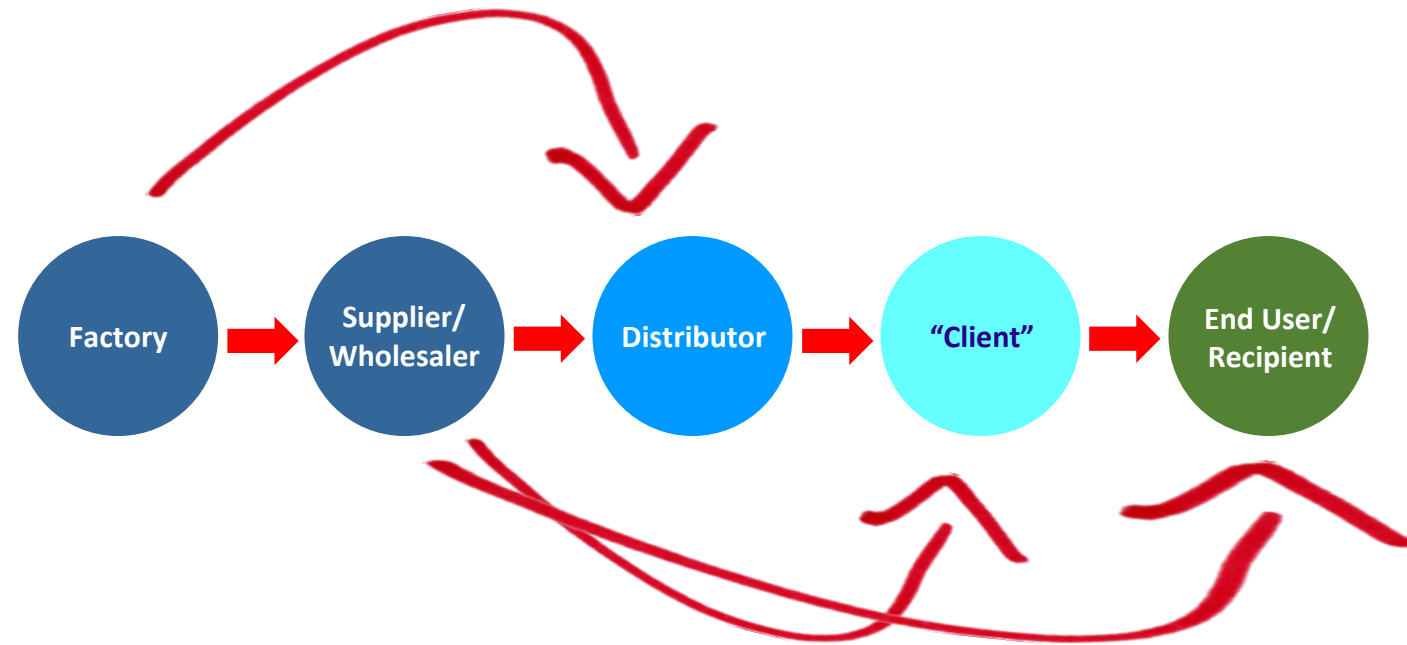 Factory
Supplier/
Wholesaler
Distributor
“Client”
End User/
Recipient